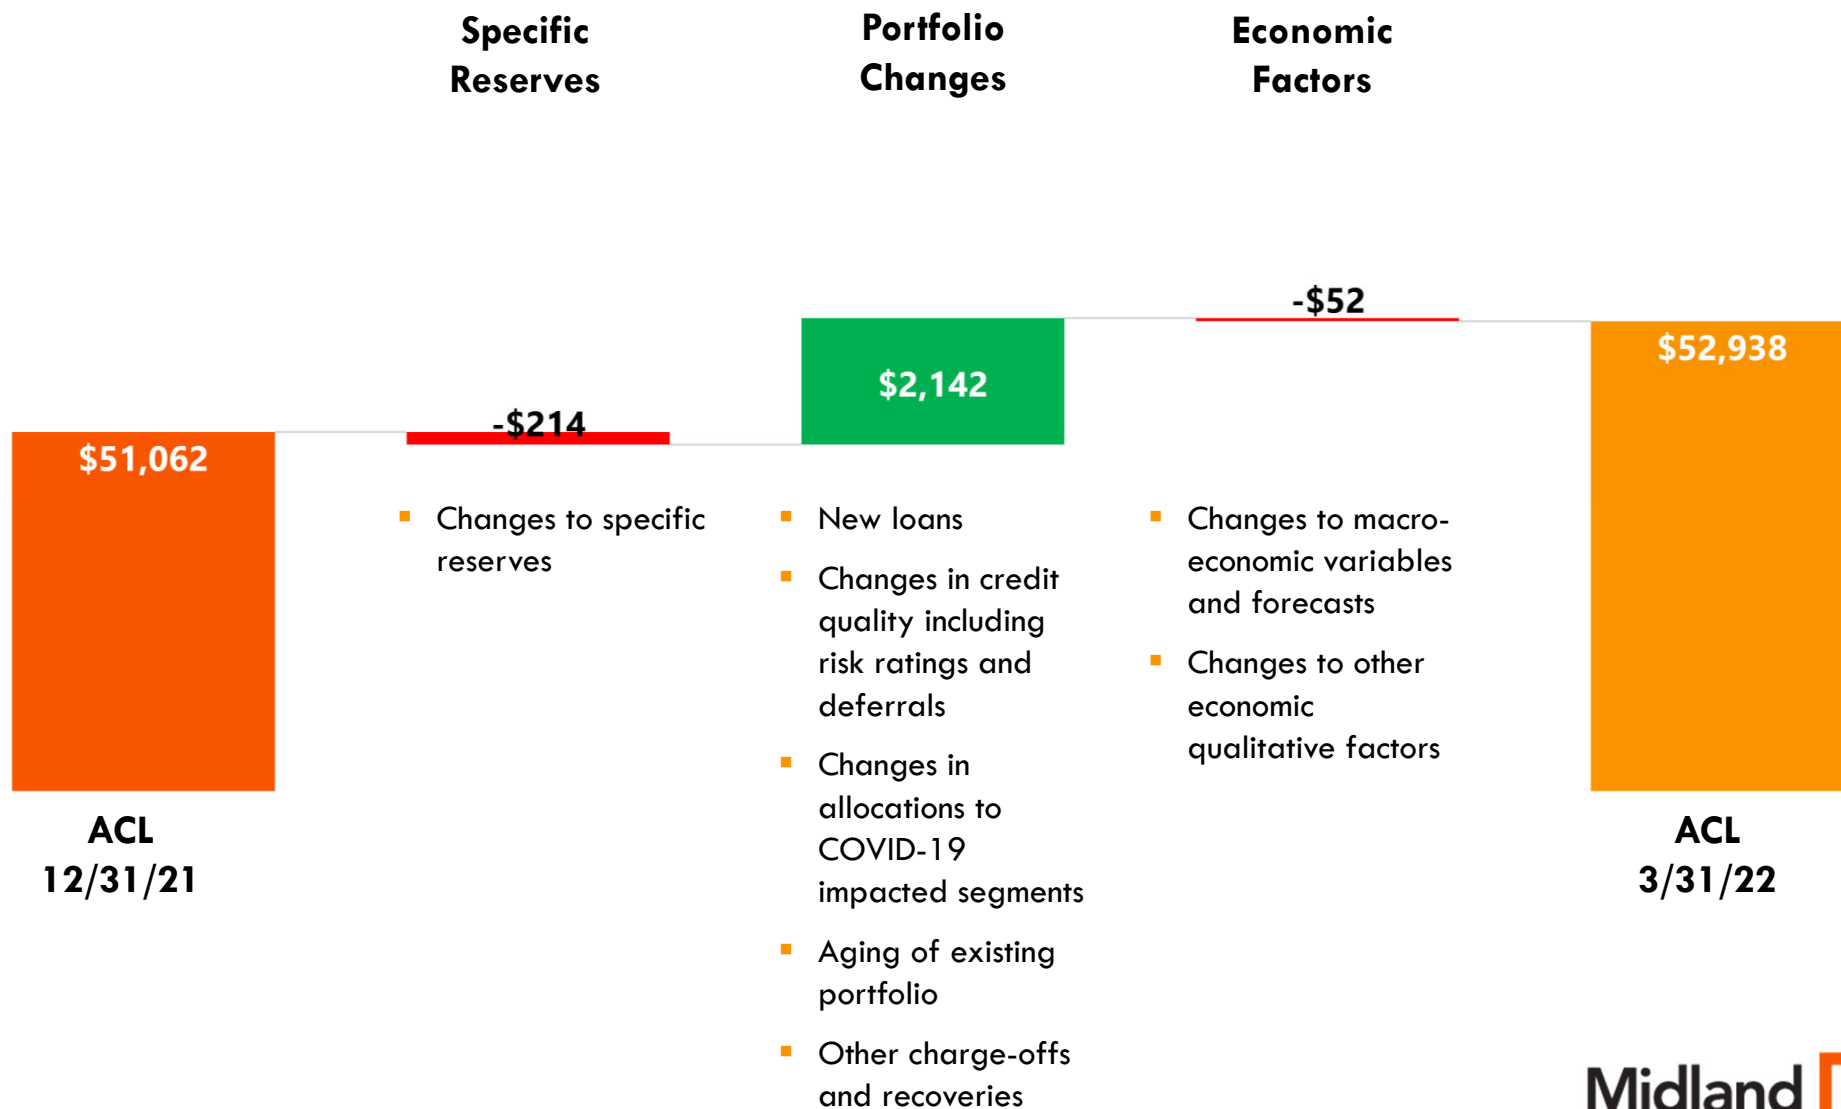 Specific
Reserves
Portfolio
Changes
Economic
Factors
$51,062
-$214
$2,142
-$52
$52,938
ACL
12/31/21
▪ Changes to specific
reserves
▪ New loans
▪ Changes in credit
quality including
risk ratings and
deferrals
▪ Changes in
allocations to
COVID-19
impacted segments
▪ Aging of existing
portfolio
▪ Other charge-offs
and recoveries
▪ Changes to macro-
economic variables
and forecasts
▪ Changes to other
economic
qualitative factors
ACL
3/31/22
Midland